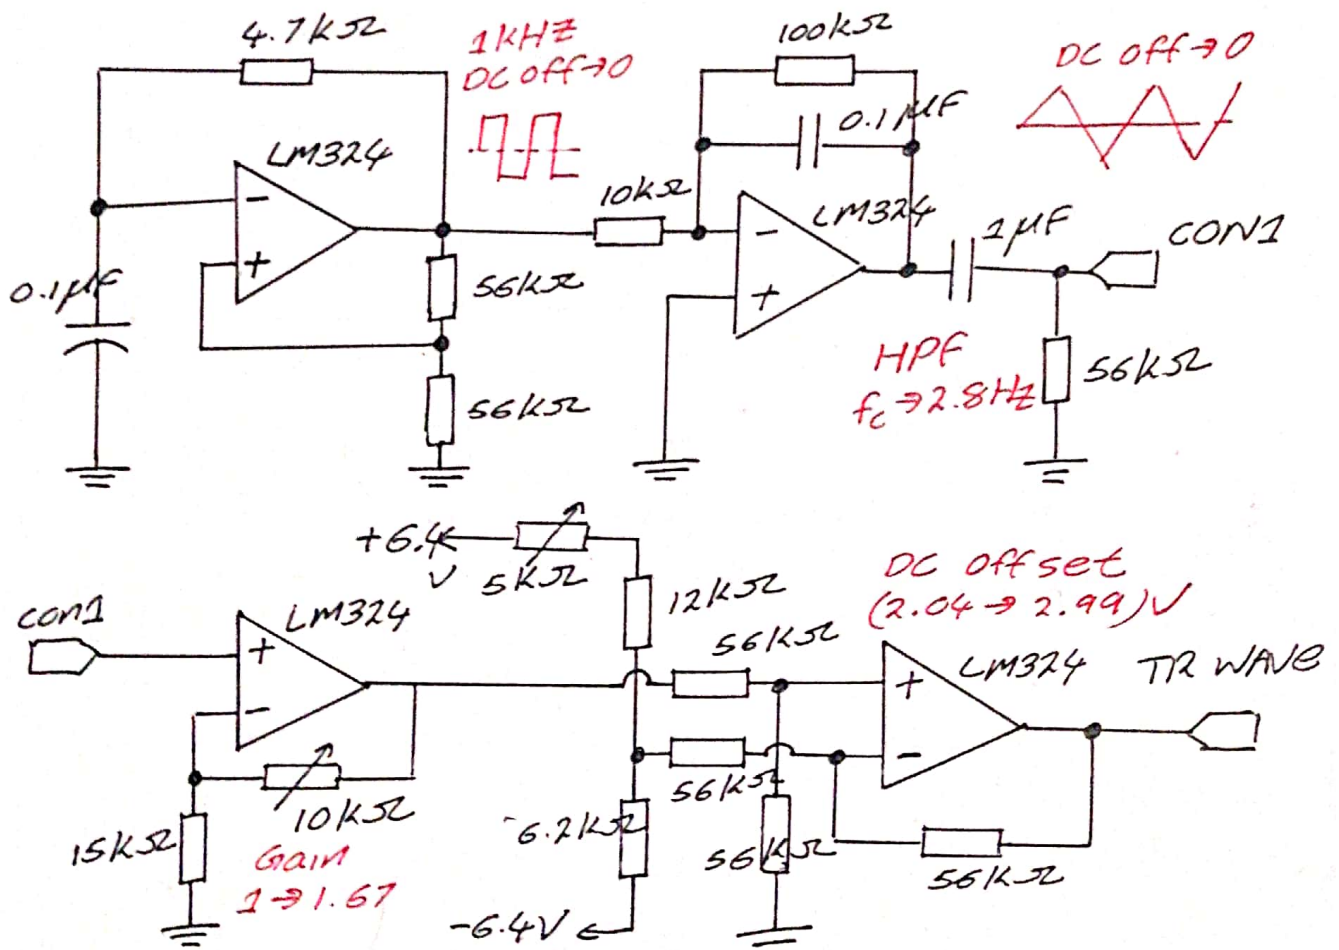 4.7kΩ
1kHZ
DC off→0
100kΩ
DC off→0
LM324
0.1μF
10kΩ
LM324
1μF
CON1
-
+
-
+
0.1μF
56kΩ
56kΩ
HPF
fc→2.8Hz
56kΩ
+6.4
V
5kΩ
12kΩ
DC Offset
(2.04→2.99)V
con1
LM324
56kΩ
LM324
TR WAVE
+
-
+
-
56kΩ
10kΩ
15kΩ
Gain
1→1.67
6.2kΩ
56kΩ
56kΩ
-6.4V